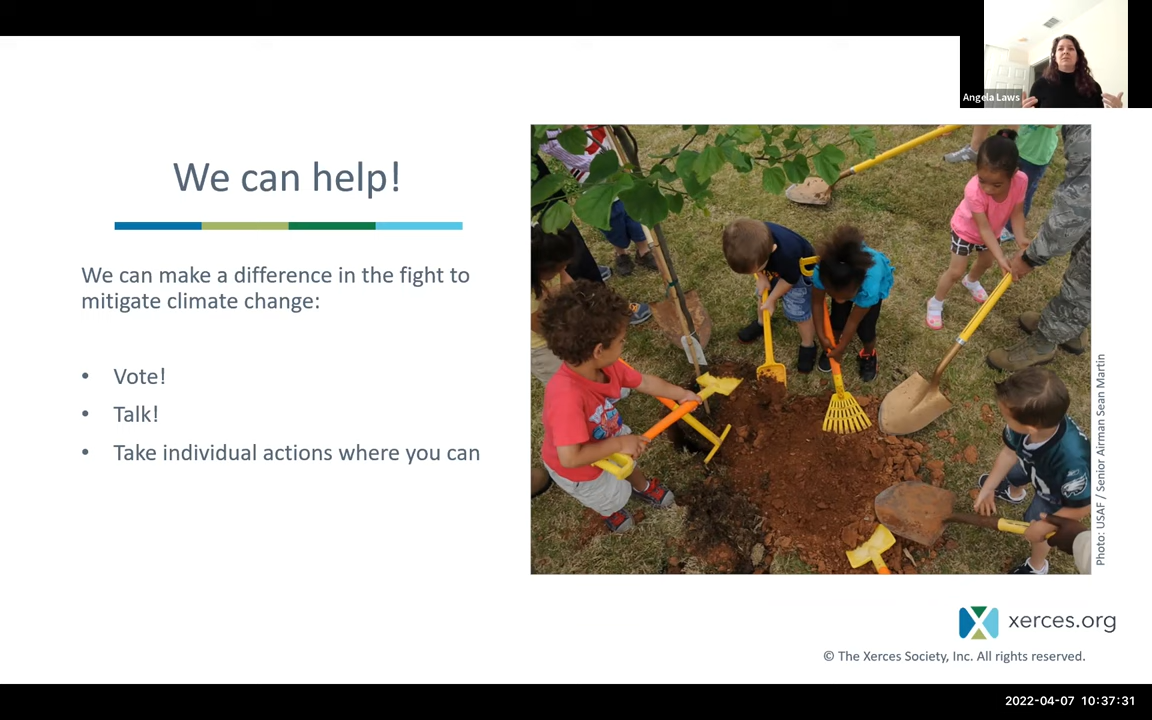 Angela Laws
We can help!
We can make a difference in the fight to
mitigate climate change:
• Vote!
• Talk!
• Take individual actions where you can
Photo: USAF / Senior Airman Sean Martin
xerces.org
© The Xerces Society, Inc. All rights reserved.
2022-04-07 10:37:31